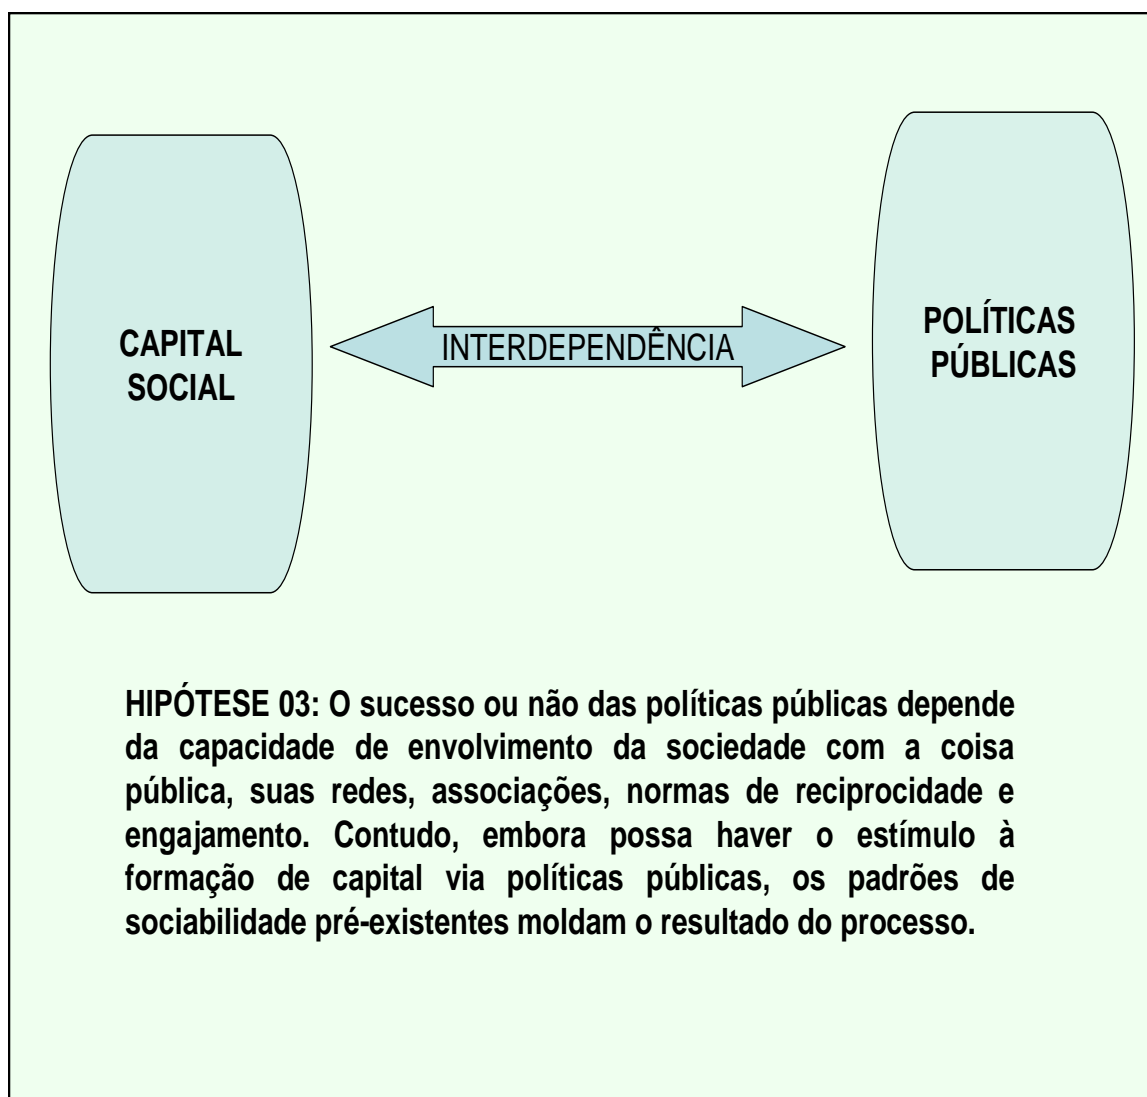 CAPITAL
SOCIAL
INTERDEPENDÊNCIA
POLÍTICAS
PÚBLICAS
HIPÓTESE 03: O sucesso ou não das políticas públicas depende
da capacidade de envolvimento da sociedade com a coisa
pública, suas redes, associações, normas de reciprocidade e
engajamento. Contudo, embora possa haver o estímulo à
formação de capital via políticas públicas, os padrões de
sociabilidade pré-existentes moldam o resultado do processo.